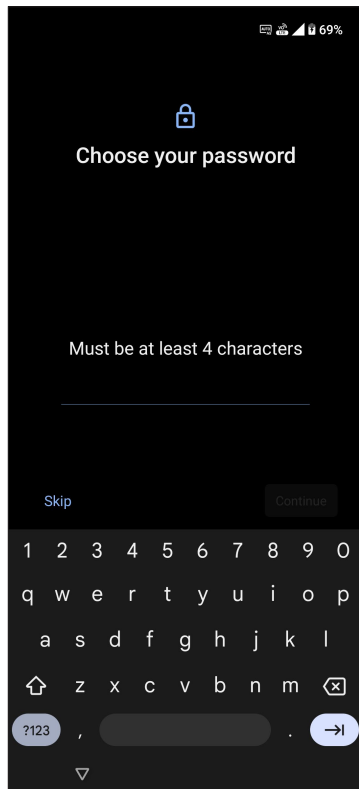 69%
Choose your password
Must be at least 4 characters
Skip Continue
1 2 3 4 5 6 7 8 9 0
q w e r t y u i o p
a s d f g h j k l
z x c v b n m
?123 , .